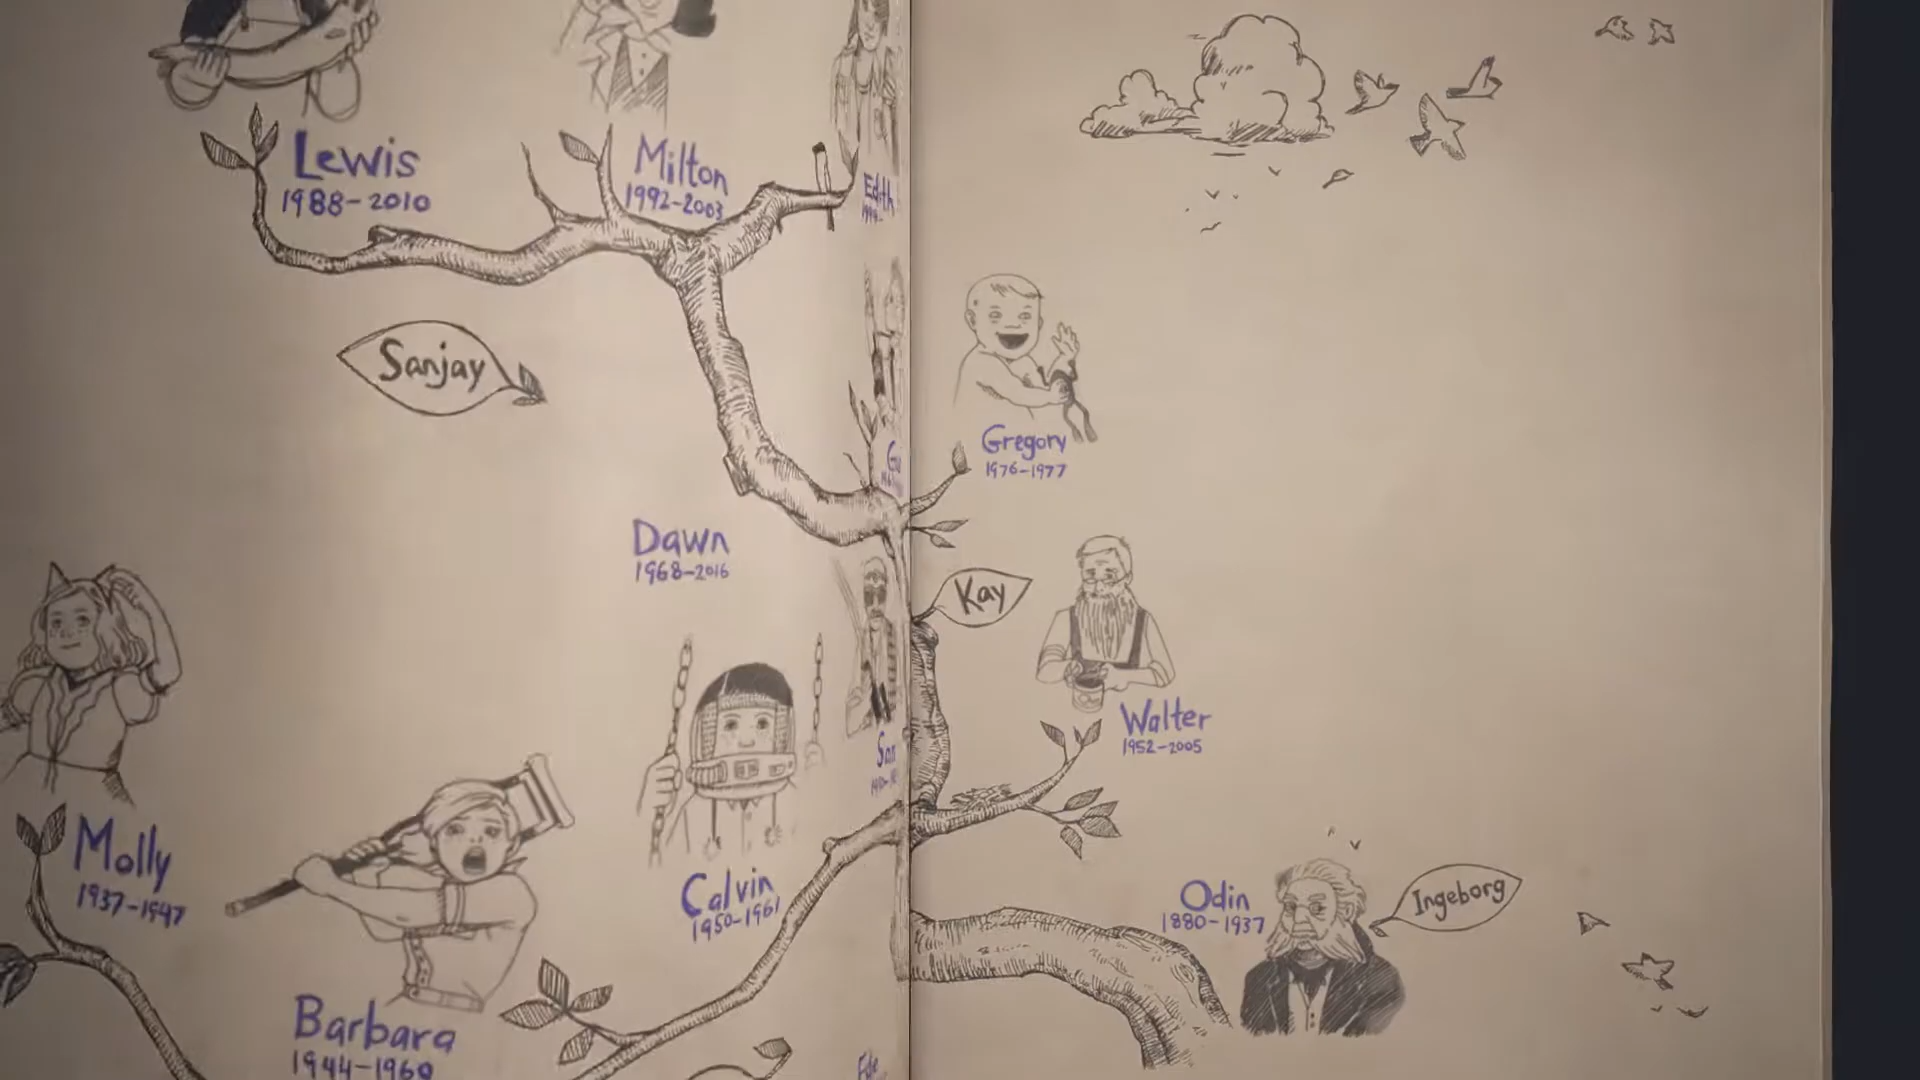 Lewis
1988-2010
Milton
1992-2003
Edith
Sanjay
Gregory
1976-1977
Dawn
1968-2016
Kay
Walter
1952-2005
Molly
1937-1947
Calvin
1950-1961
Odin
1880-1937
Ingeborg
Barbara
1944-1960